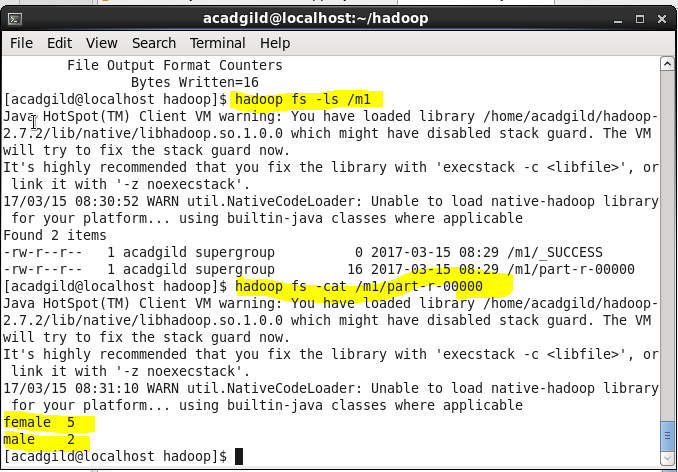 acadgild@localhost:~/hadoop
File Edit View Search Terminal Help
File Output Format Counters
Bytes Written=16
[acadgild@localhost hadoop]$ hadoop fs -ls /m1
Java HotSpot(TM) Client VM warning: You have loaded library /home/acadgild/hadoop-
2.7.2/lib/native/libhadoop.so.1.0.0 which might have disabled stack guard. The VM
will try to fix the stack guard now.
It's highly recommended that you fix the library with 'execstack -c <libfile>', or
link it with '-z noexecstack'.
17/03/15 08:30:52 WARN util.NativeCodeLoader: Unable to load native-hadoop library
for your platform... using builtin-java classes where applicable
Found 2 items
-rw-r--r--   1 acadgild supergroup          0 2017-03-15 08:29 /m1/_SUCCESS
-rw-r--r--   1 acadgild supergroup         16 2017-03-15 08:29 /m1/part-r-00000
[acadgild@localhost hadoop]$ hadoop fs -cat /m1/part-r-00000
Java HotSpot(TM) Client VM warning: You have loaded library /home/acadgild/hadoop-
2.7.2/lib/native/libhadoop.so.1.0.0 which might have disabled stack guard. The VM
will try to fix the stack guard now.
It's highly recommended that you fix the library with 'execstack -c <libfile>', or
link it with '-z noexecstack'.
17/03/15 08:31:10 WARN util.NativeCodeLoader: Unable to load native-hadoop library
for your platform... using builtin-java classes where applicable
female  5
male    2
[acadgild@localhost hadoop]$